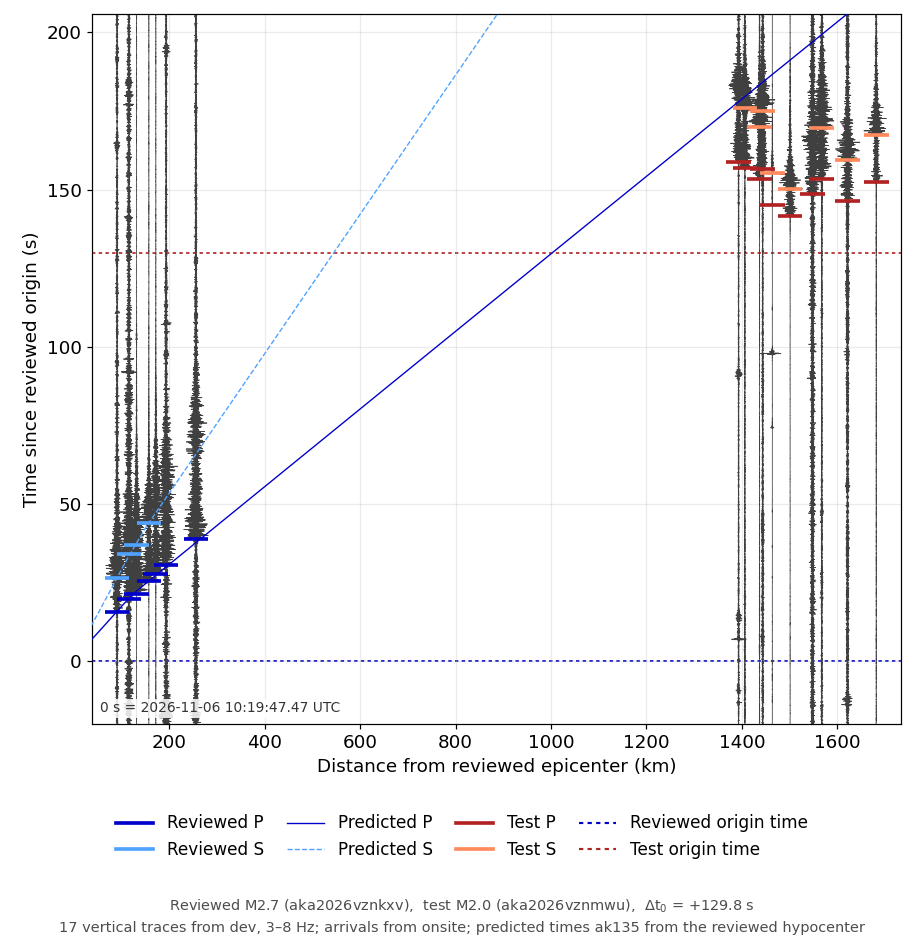 200
150
100
50
0
Time since reviewed origin (s)
0 s = 2026-11-06 10:19:47.47 UTC
200 400 600 800 1000 1200 1400 1600
Distance from reviewed epicenter (km)
Reviewed P Predicted P Test P Reviewed origin time
Reviewed S Predicted S Test S Test origin time
Reviewed M2.7 (aka2026vznkxv), test M2.0 (aka2026vznmwu), Δt₀ = +129.8 s
17 vertical traces from dev, 3–8 Hz; arrivals from onsite; predicted times ak135 from the reviewed hypocenter